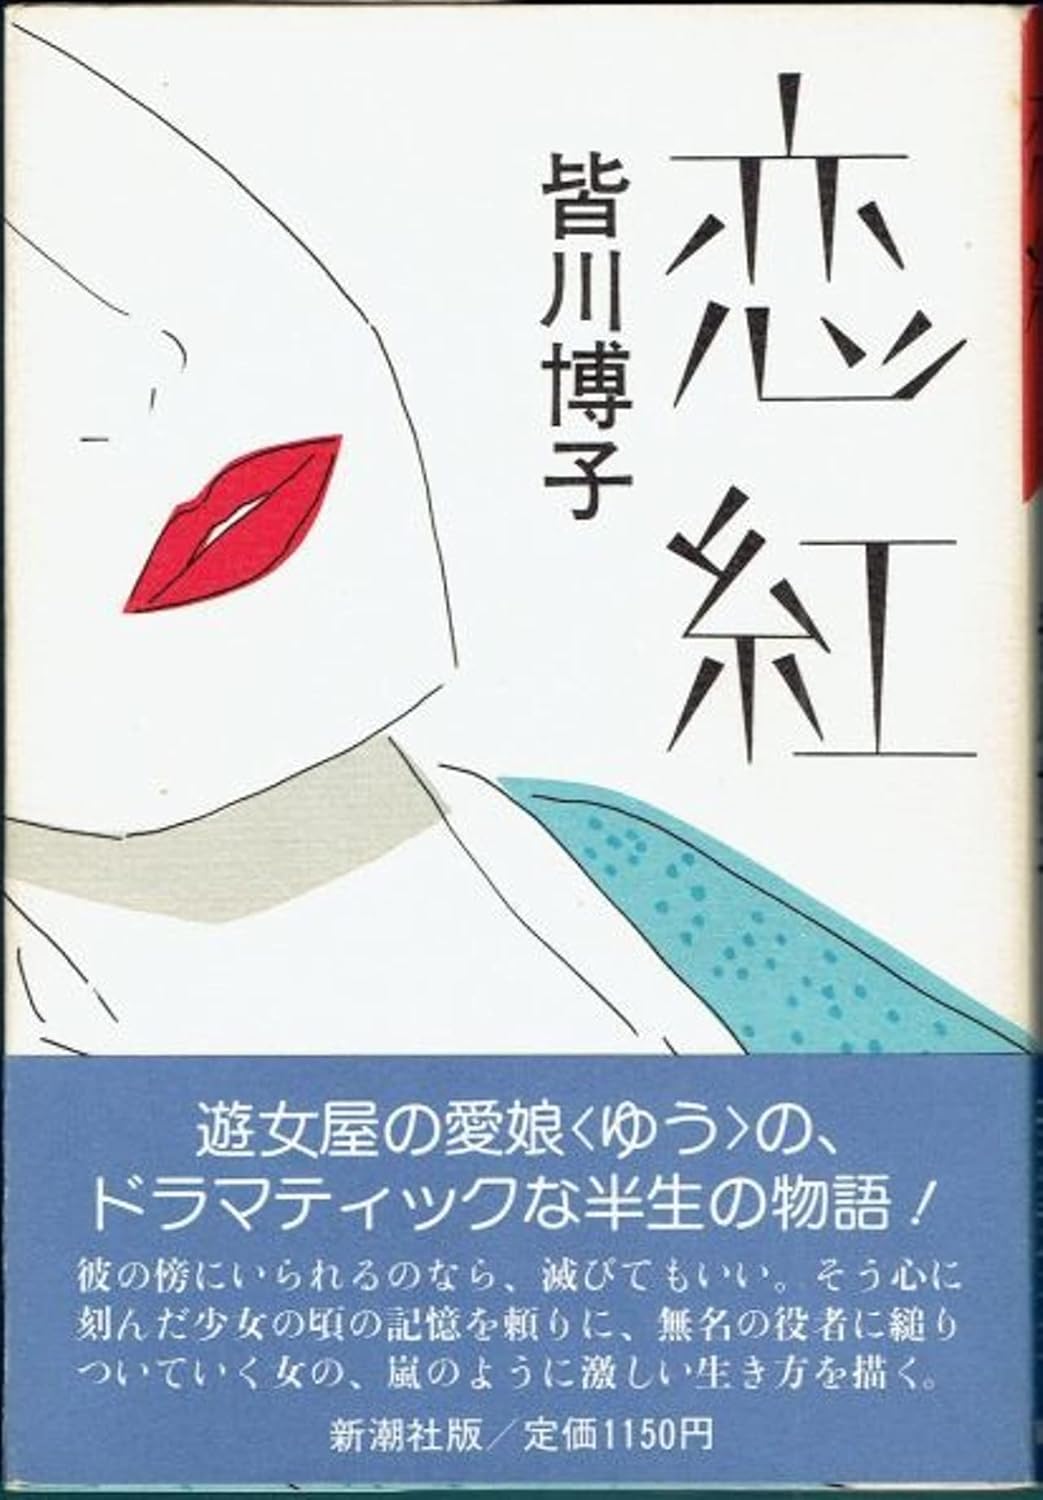 恋紅
皆川博子
遊女屋の愛娘〈ゆう〉の、
ドラマティックな半生の物語！
彼の傍にいられるのなら、滅びてもいい。そう心に
刻んだ少女の頃の記憶を頼りに、無名の役者に縋り
ついていく女の、嵐のように激しい生き方を描く。
新潮社版／定価1150円